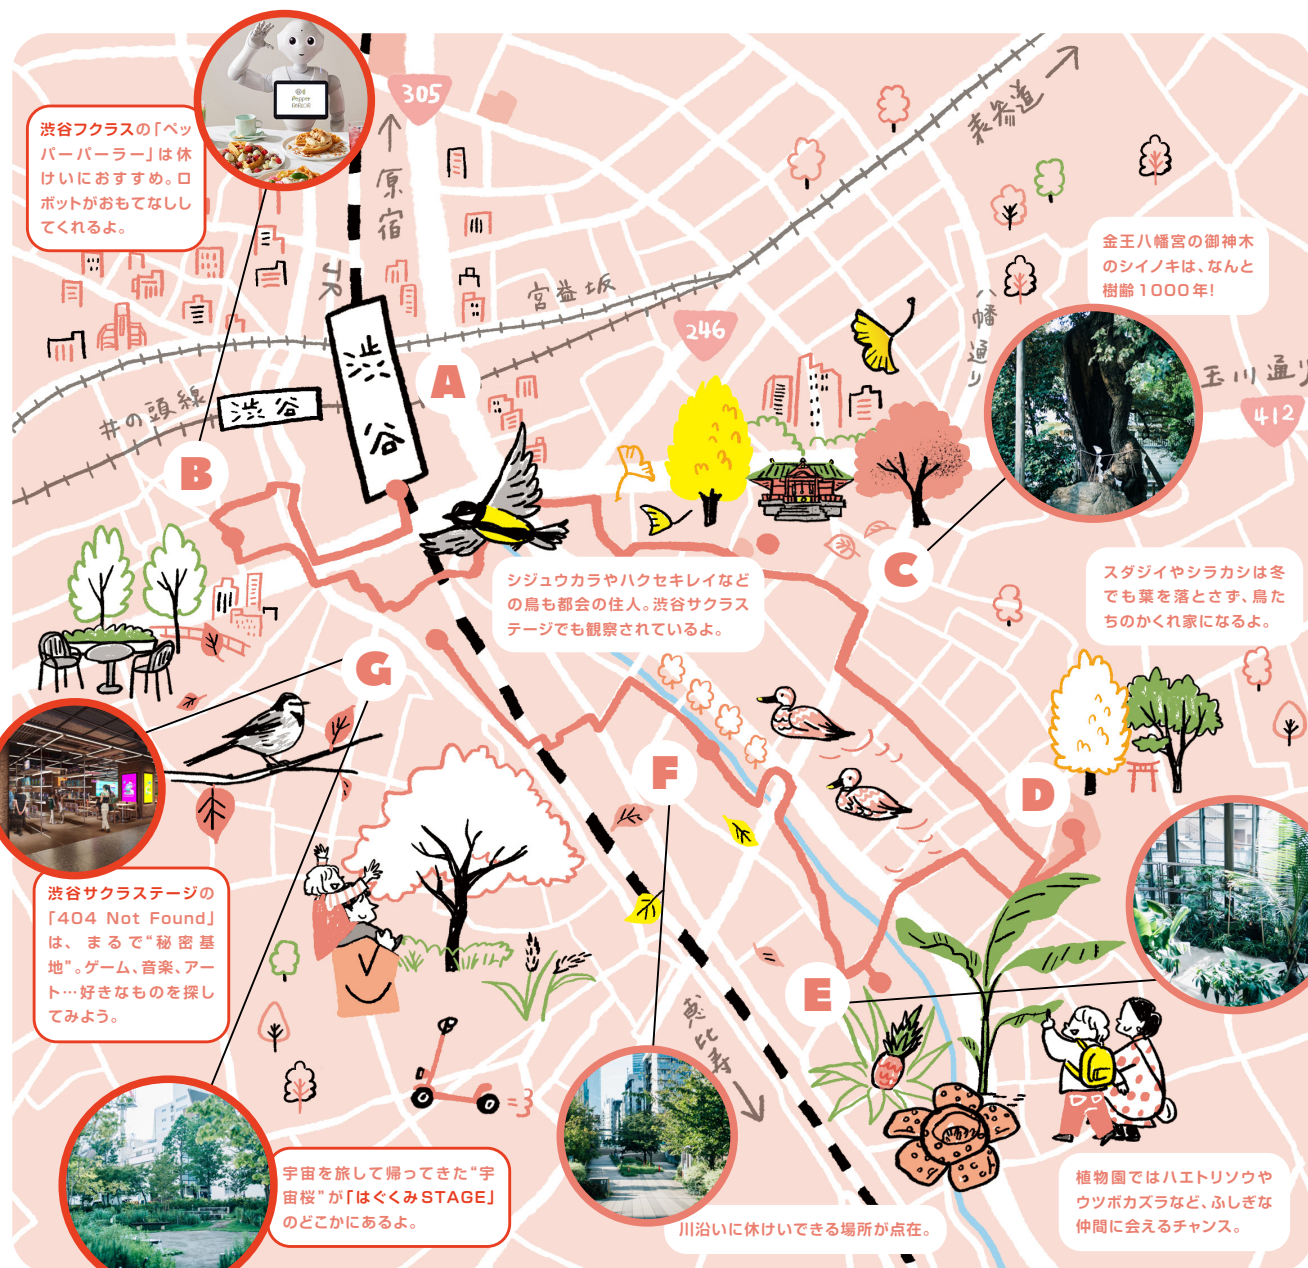 305
渋谷フクラスの「ペッ
パーパーラー」は休
けいにおすすめ。ロ
ボットがおもてなしし
てくれるよ。
Pepper
PARLOR
原宿
JR
表参道
宮益坂
246
八幡通り
金王八幡宮の御神木
のシイノキは、なんと
樹齢1000年!
玉川通り
412
渋谷
A
井の頭線
渋谷
B
C
シジュウカラやハクセキレイなど
の鳥も都会の住人。渋谷サクラス
テージでも観察されているよ。
スダジイやシラカシは冬
でも葉を落とさず、鳥た
ちのかくれ家になるよ。
G
F
D
渋谷サクラステージの
「404 Not Found」
は、まるで“秘密基
地”。ゲーム、音楽、アー
ト…好きなものを探し
てみよう。
E
恵比寿
宇宙を旅して帰ってきた“宇
宙桜”が「はぐくみSTAGE」
のどこかにあるよ。
川沿いに休けいできる場所が点在。
植物園ではハエトリソウや
ウツボカズラなど、ふしぎな
仲間に会えるチャンス。